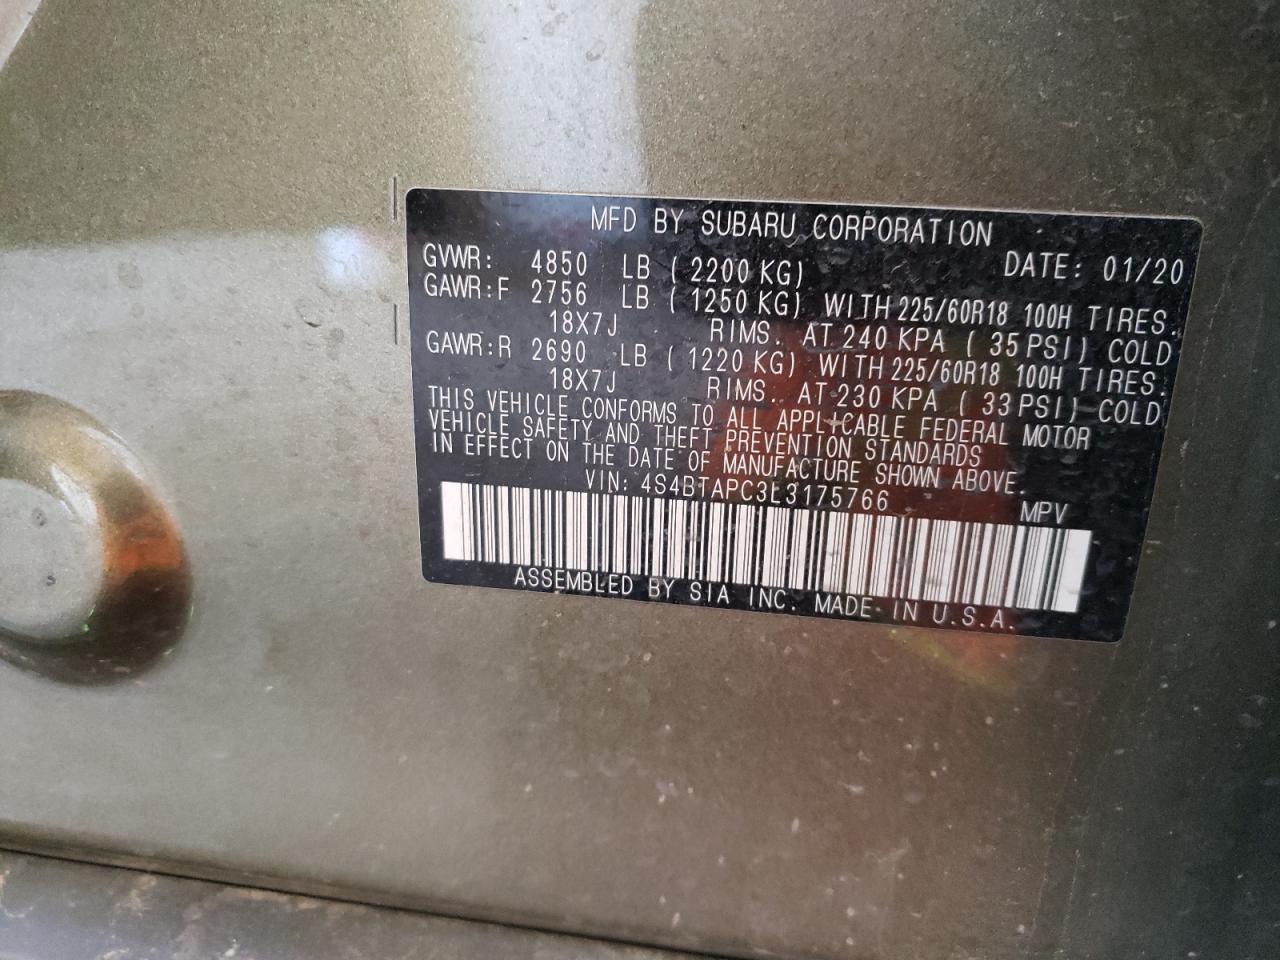 MFD BY SUBARU CORPORATION
GVWR: 4850 LB (2200 KG) DATE: 01/20
GAWR:F 2756 LB (1250 KG) WITH 225/60R18 100H TIRES.
18X7J RIMS. AT 240 KPA (35 PSI) COLD
GAWR:R 2690 LB (1220 KG) WITH 225/60R18 100H TIRES.
18X7J RIMS. AT 230 KPA (33 PSI) COLD
THIS VEHICLE CONFORMS TO ALL APPLICABLE FEDERAL MOTOR
VEHICLE SAFETY AND THEFT PREVENTION STANDARDS
IN EFFECT ON THE DATE OF MANUFACTURE SHOWN ABOVE.
VIN: 4S4BTAPC3L3175766 MPV
ASSEMBLED BY SIA INC. MADE IN U.S.A.